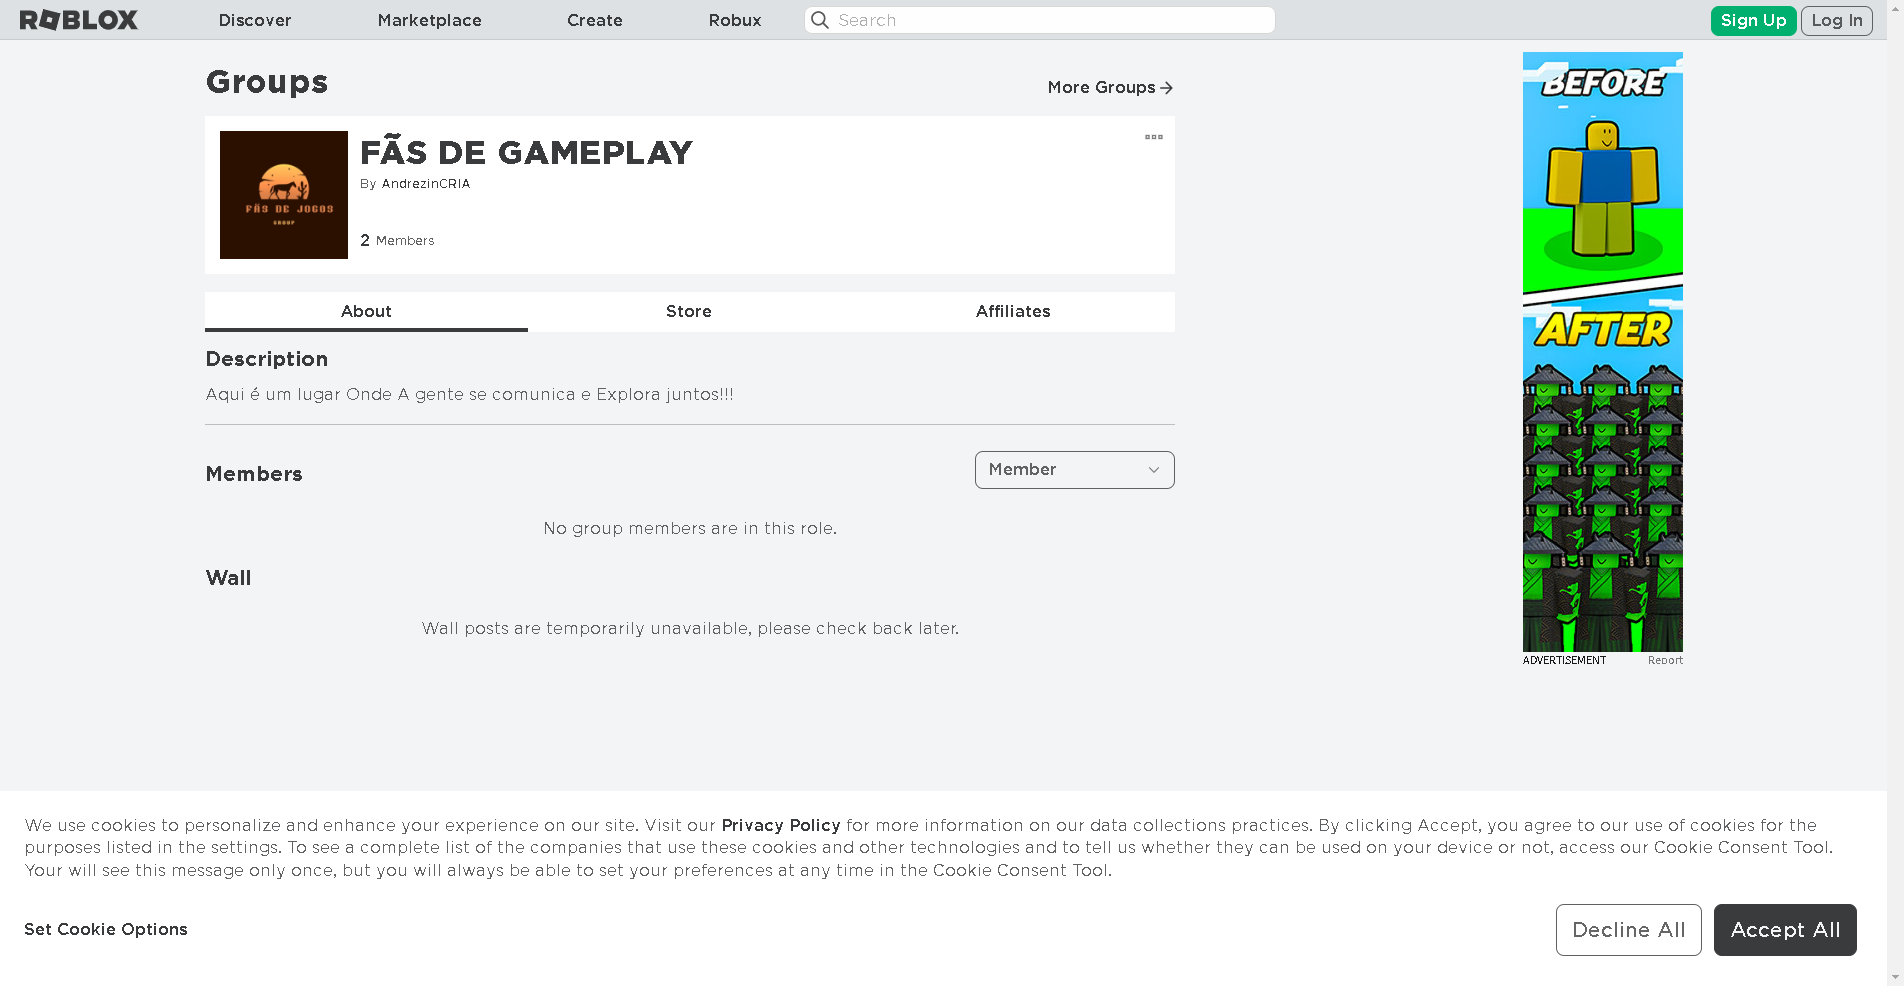 ROBLOX
Discover
Marketplace
Create
Robux
Search
Sign Up
Log In
Groups
More Groups
FÃS DE GAMEPLAY
By AndrezinCRIA
FÃS DE JOGOS
GROUP
2 Members
About
Store
Affiliates
Description
Aqui é um lugar Onde A gente se comunica e Explora juntos!!!
Members
Member
No group members are in this role.
Wall
Wall posts are temporarily unavailable, please check back later.
BEFORE
AFTER
ADVERTISEMENT
Report
We use cookies to personalize and enhance your experience on our site. Visit our Privacy Policy for more information on our data collections practices. By clicking Accept, you agree to our use of cookies for the
purposes listed in the settings. To see a complete list of the companies that use these cookies and other technologies and to tell us whether they can be used on your device or not, access our Cookie Consent Tool.
Your will see this message only once, but you will always be able to set your preferences at any time in the Cookie Consent Tool.
Set Cookie Options
Decline All
Accept All